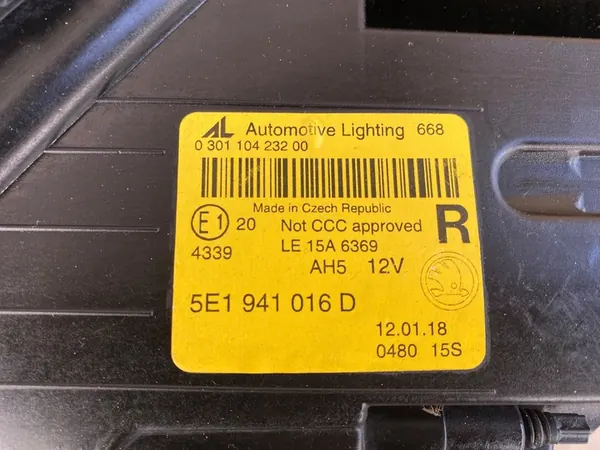 AL Automotive Lighting 668
0 301 104 232 00
Made in Czech Republic
E1 20 Not CCC approved R
4339 LE 15A 6369
AH5 12V
5E1 941 016 D
12.01.18
0480 15S